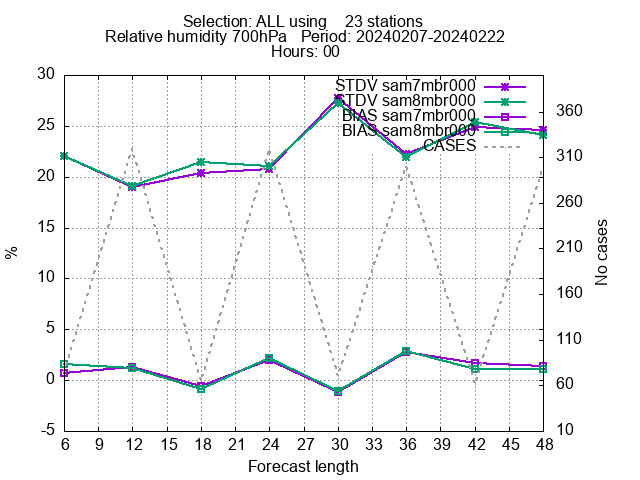 Selection: ALL using    23 stations
Relative humidity 700hPa   Period: 20240207-20240222
Hours: 00
STDV sam7mbr000
STDV sam8mbr000
BIAS sam7mbr000
BIAS sam8mbr000
CASES
30
25
20
15
10
5
0
-5
%
360
310
260
210
160
110
60
10
No cases
6 9 12 15 18 21 24 27 30 33 36 39 42 45 48
Forecast length